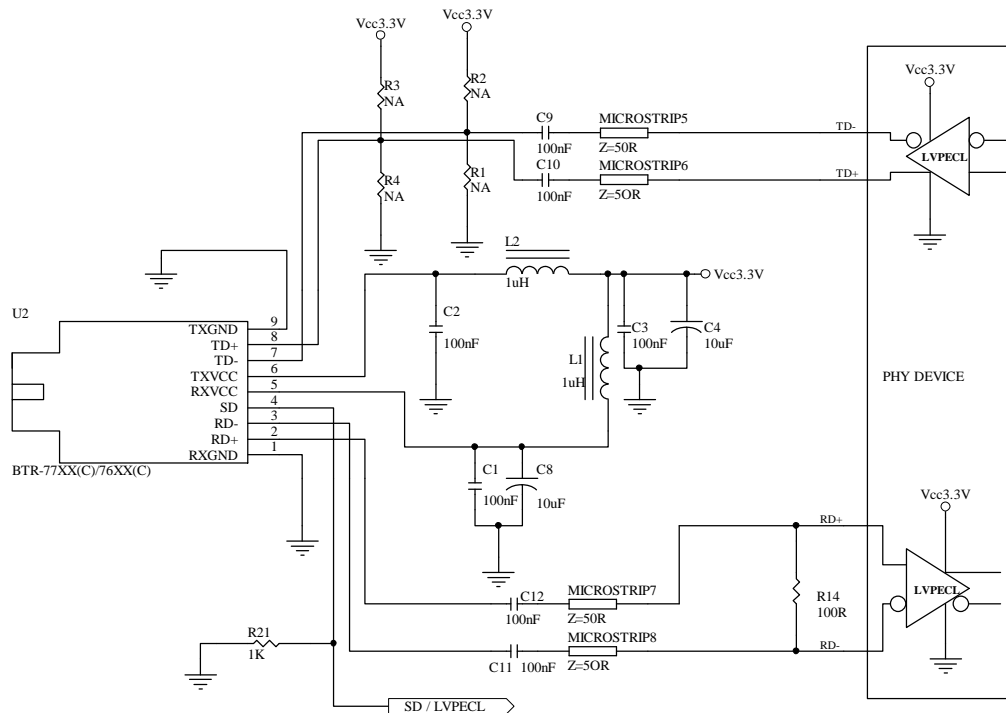 Vcc3.3V
Vcc3.3V
R3
NA
R2
NA
Vcc3.3V
C9
100nF
MICROSTRIP5
Z=50R
TD-
C10
100nF
MICROSTRIP6
Z=5OR
TD+
LVPECL
R4
NA
R1
NA
L2
1uH
Vcc3.3V
U2
TXGND
9
TD+
8
TD-
7
TXVCC
6
RXVCC
5
SD
4
RD-
3
RD+
2
RXGND
1
BTR-77XX(C)/76XX(C)
C2
100nF
C3
100nF
C4
10uF
L1
1uH
PHY DEVICE
C1
100nF
C8
10uF
Vcc3.3V
RD+
LVPECL
C12
100nF
MICROSTRIP7
Z=50R
R14
100R
R21
1K
C11
100nF
MICROSTRIP8
Z=5OR
RD-
SD / LVPECL